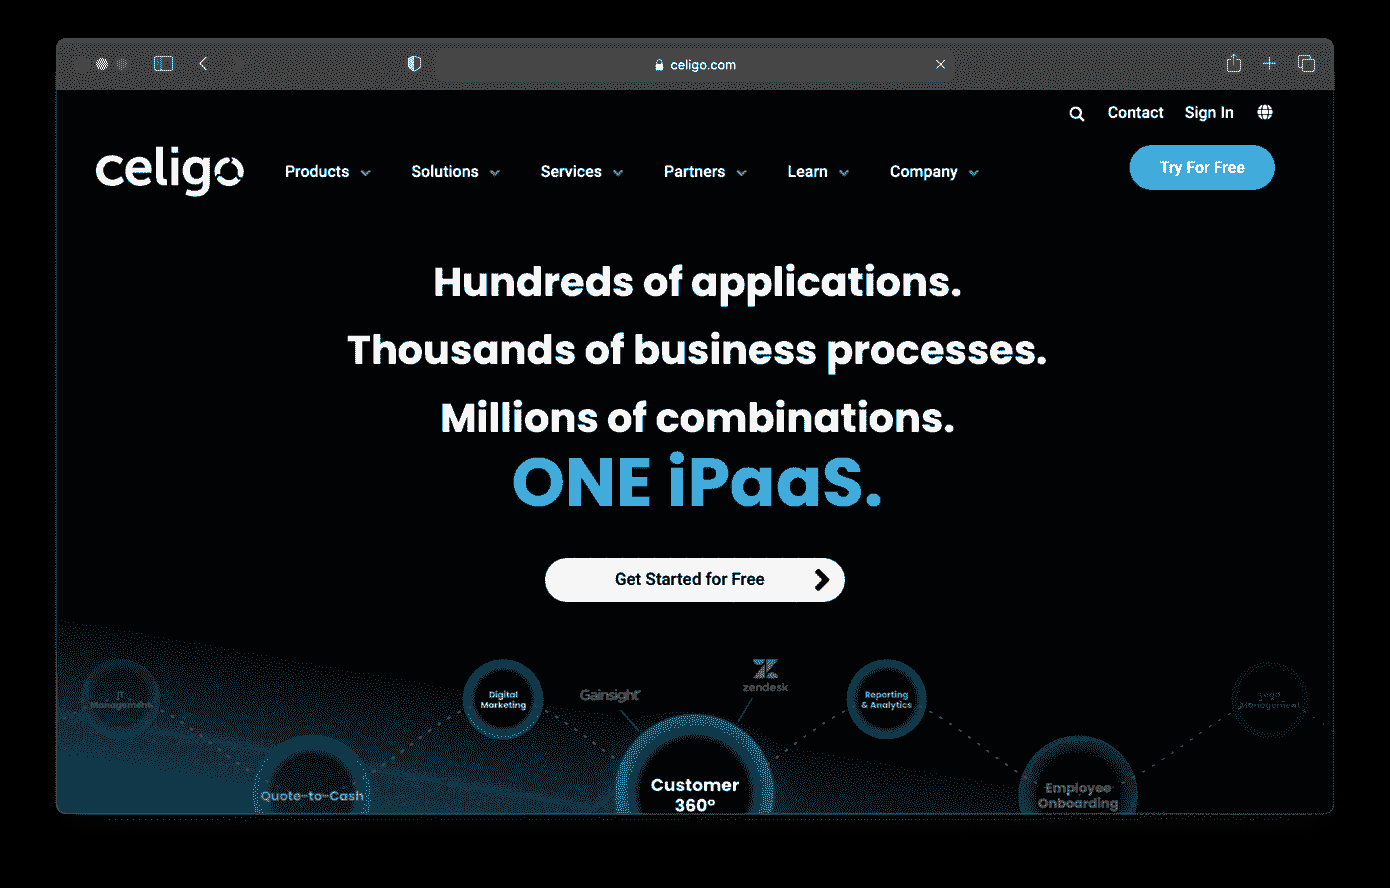 celigo.com
Contact Sign In
celigo Products Solutions Services Partners Learn Company Try For Free
Hundreds of applications.
Thousands of business processes.
Millions of combinations.
ONE iPaaS.
Get Started for Free
IT
Management
Digital
Marketing
Gainsight
zendesk
Reporting
& Analytics
Legal
Management
Quote-to-Cash
Customer
360°
Employee
Onboarding